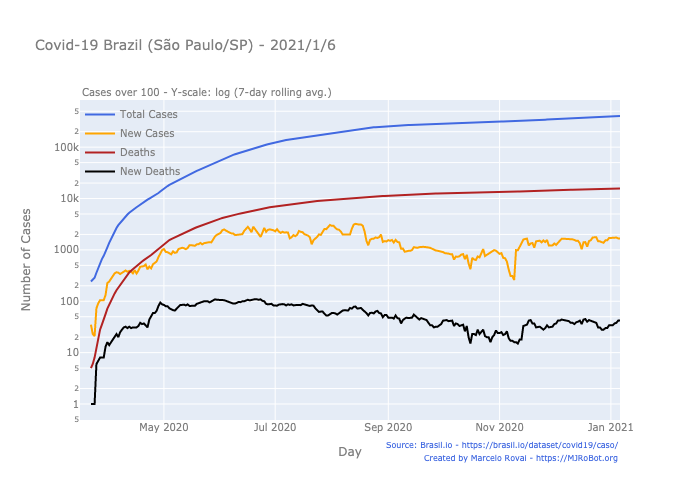 Covid-19 Brazil (São Paulo/SP) - 2021/1/6
Cases over 100 - Y-scale: log (7-day rolling avg.)
Total Cases
New Cases
Deaths
New Deaths
5
100k
2
5
10k
2
5
1000
2
5
100
2
5
10
2
5
2
1
5
Number of Cases
May 2020
Jul 2020
Sep 2020
Nov 2020
Jan 2021
Day
Source: Brasil.io - https://brasil.io/dataset/covid19/caso/
Created by Marcelo Rovai - https://MJRoBot.org